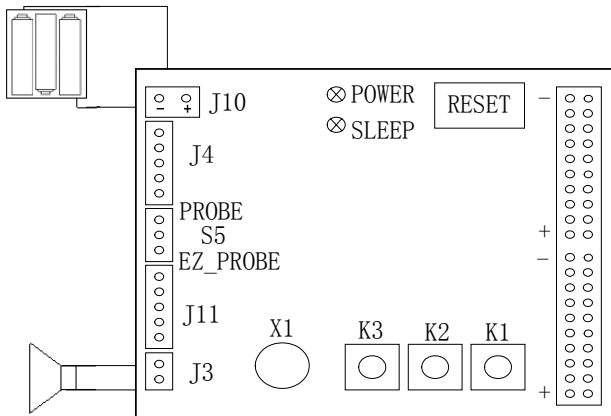 J10
- +
POWER
SLEEP
RESET
J4
PROBE
S5
EZ_PROBE
J11
J3
X1
K3
K2
K1
-
+
-
+